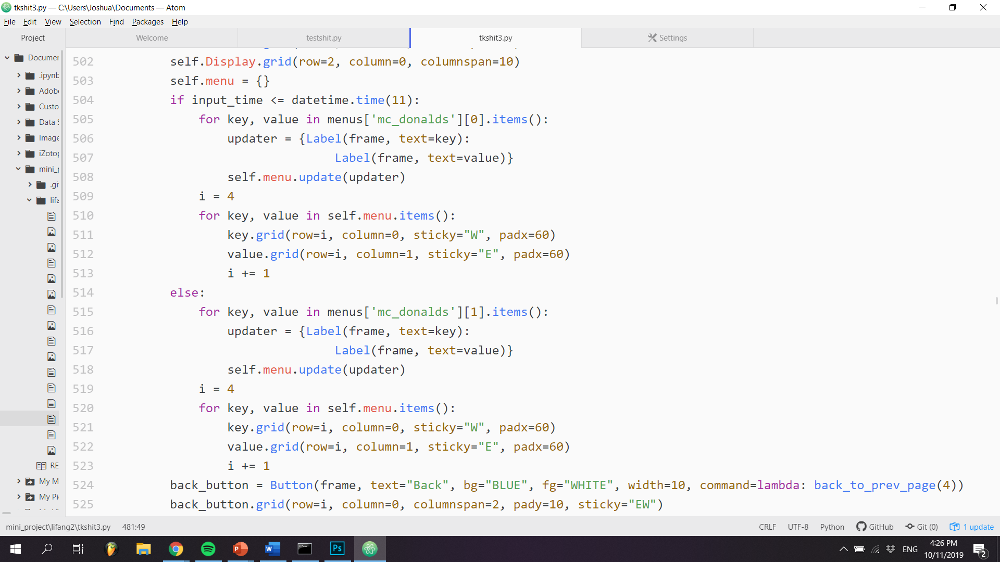 tkshit3.py — C:\Users\Joshua\Documents — Atom
File Edit View Selection Find Packages Help
Project Welcome testshit.py tkshit3.py Settings
Documen
.ipynb
Adob
Custo
Data S
Image
iZotop
mini_p
.gi
lifa
RE
My M
My Pi
502 self.Display.grid(row=2, column=0, columnspan=10)
503 self.menu = {}
504 if input_time <= datetime.time(11):
505 for key, value in menus['mc_donalds'][0].items():
506 updater = {Label(frame, text=key):
507 Label(frame, text=value)}
508 self.menu.update(updater)
509 i = 4
510 for key, value in self.menu.items():
511 key.grid(row=i, column=0, sticky="W", padx=60)
512 value.grid(row=i, column=1, sticky="E", padx=60)
513 i += 1
514 else:
515 for key, value in menus['mc_donalds'][1].items():
516 updater = {Label(frame, text=key):
517 Label(frame, text=value)}
518 self.menu.update(updater)
519 i = 4
520 for key, value in self.menu.items():
521 key.grid(row=i, column=0, sticky="W", padx=60)
522 value.grid(row=i, column=1, sticky="E", padx=60)
523 i += 1
524 back_button = Button(frame, text="Back", bg="BLUE", fg="WHITE", width=10, command=lambda: back_to_prev_page(4))
525 back_button.grid(row=i, column=0, columnspan=2, pady=10, sticky="EW")
mini_project\lifang2\tkshit3.py 481:49 CRLF UTF-8 Python GitHub Git (0) 1 update
P W Ps ENG 4:26 PM
10/11/2019 2